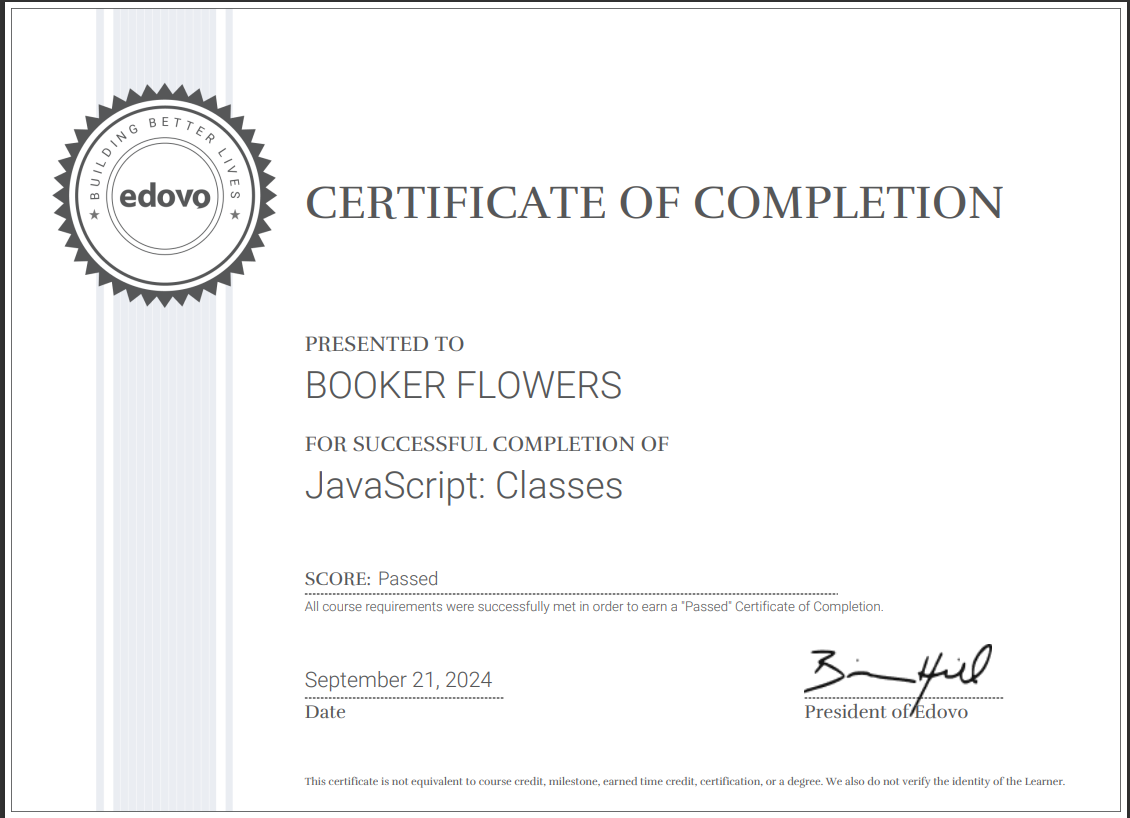 BUILDING BETTER LIVES
edovo
CERTIFICATE OF COMPLETION
PRESENTED TO
BOOKER FLOWERS
FOR SUCCESSFUL COMPLETION OF
JavaScript: Classes
SCORE: Passed
All course requirements were successfully met in order to earn a "Passed" Certificate of Completion.
September 21, 2024
Date
Bi Hill
President of Edovo
This certificate is not equivalent to course credit, milestone, earned time credit, certification, or a degree. We also do not verify the identity of the Learner.